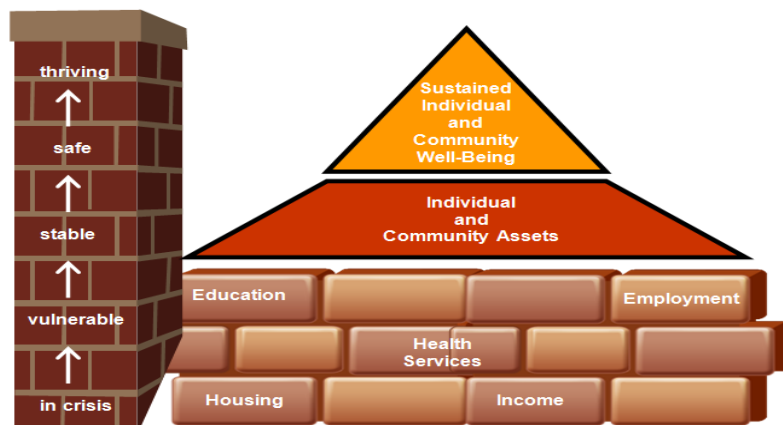 thriving
safe
stable
vulnerable
in crisis
Sustained
Individual
and
Community
Well-Being
Individual
and
Community Assets
Education
Employment
Health
Services
Housing
Income